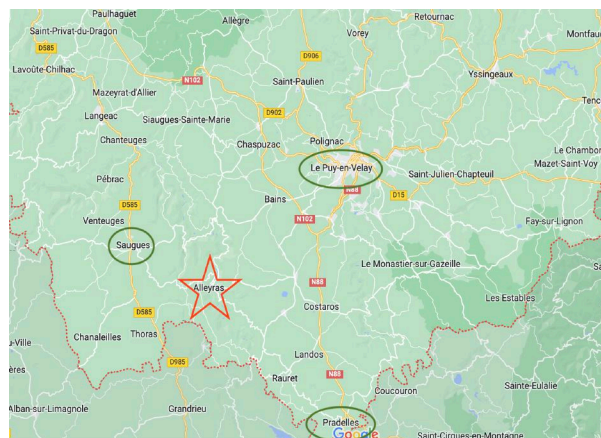 Paulhaguet
Allègre
Retournac
Saint-Privat-du-Dragon
Vorey
Montfau
D585
D906
Lavoûte-Chilhac
N102
Saint-Paulien
Yssingeaux
Mazeyrat-d'Allier
Tenc
Langeac
Siaugues-Sainte-Marie
D902
Chanteuges
Chaspuzac
Polignac
Le Chambon
Le Puy-en-Velay
Mazet-Saint-Voy
Pébrac
Saint-Julien-Chapteuil
N88
D15
D585
Bains
Venteuges
N102
Fay-sur-Lignon
Saugues
Le Monastier-sur-Gazeille
Alleyras
N88
Les Estables
D585
Costaros
Chanaleilles
Thoras
u-Ville
D985
Landos
ères
Rauret
N88
Coucouron
Sainte-Eulalie
Alban-sur-Limagnole
Grandrieu
Pradelles
Google
Saint-Cirgues-en-Montagne